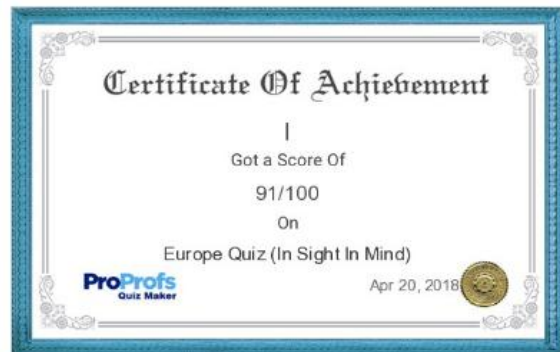 Certificate Of Achievement
I
Got a Score Of
91/100
On
Europe Quiz (In Sight In Mind)
ProProfs
Quiz Maker
Apr 20, 2018